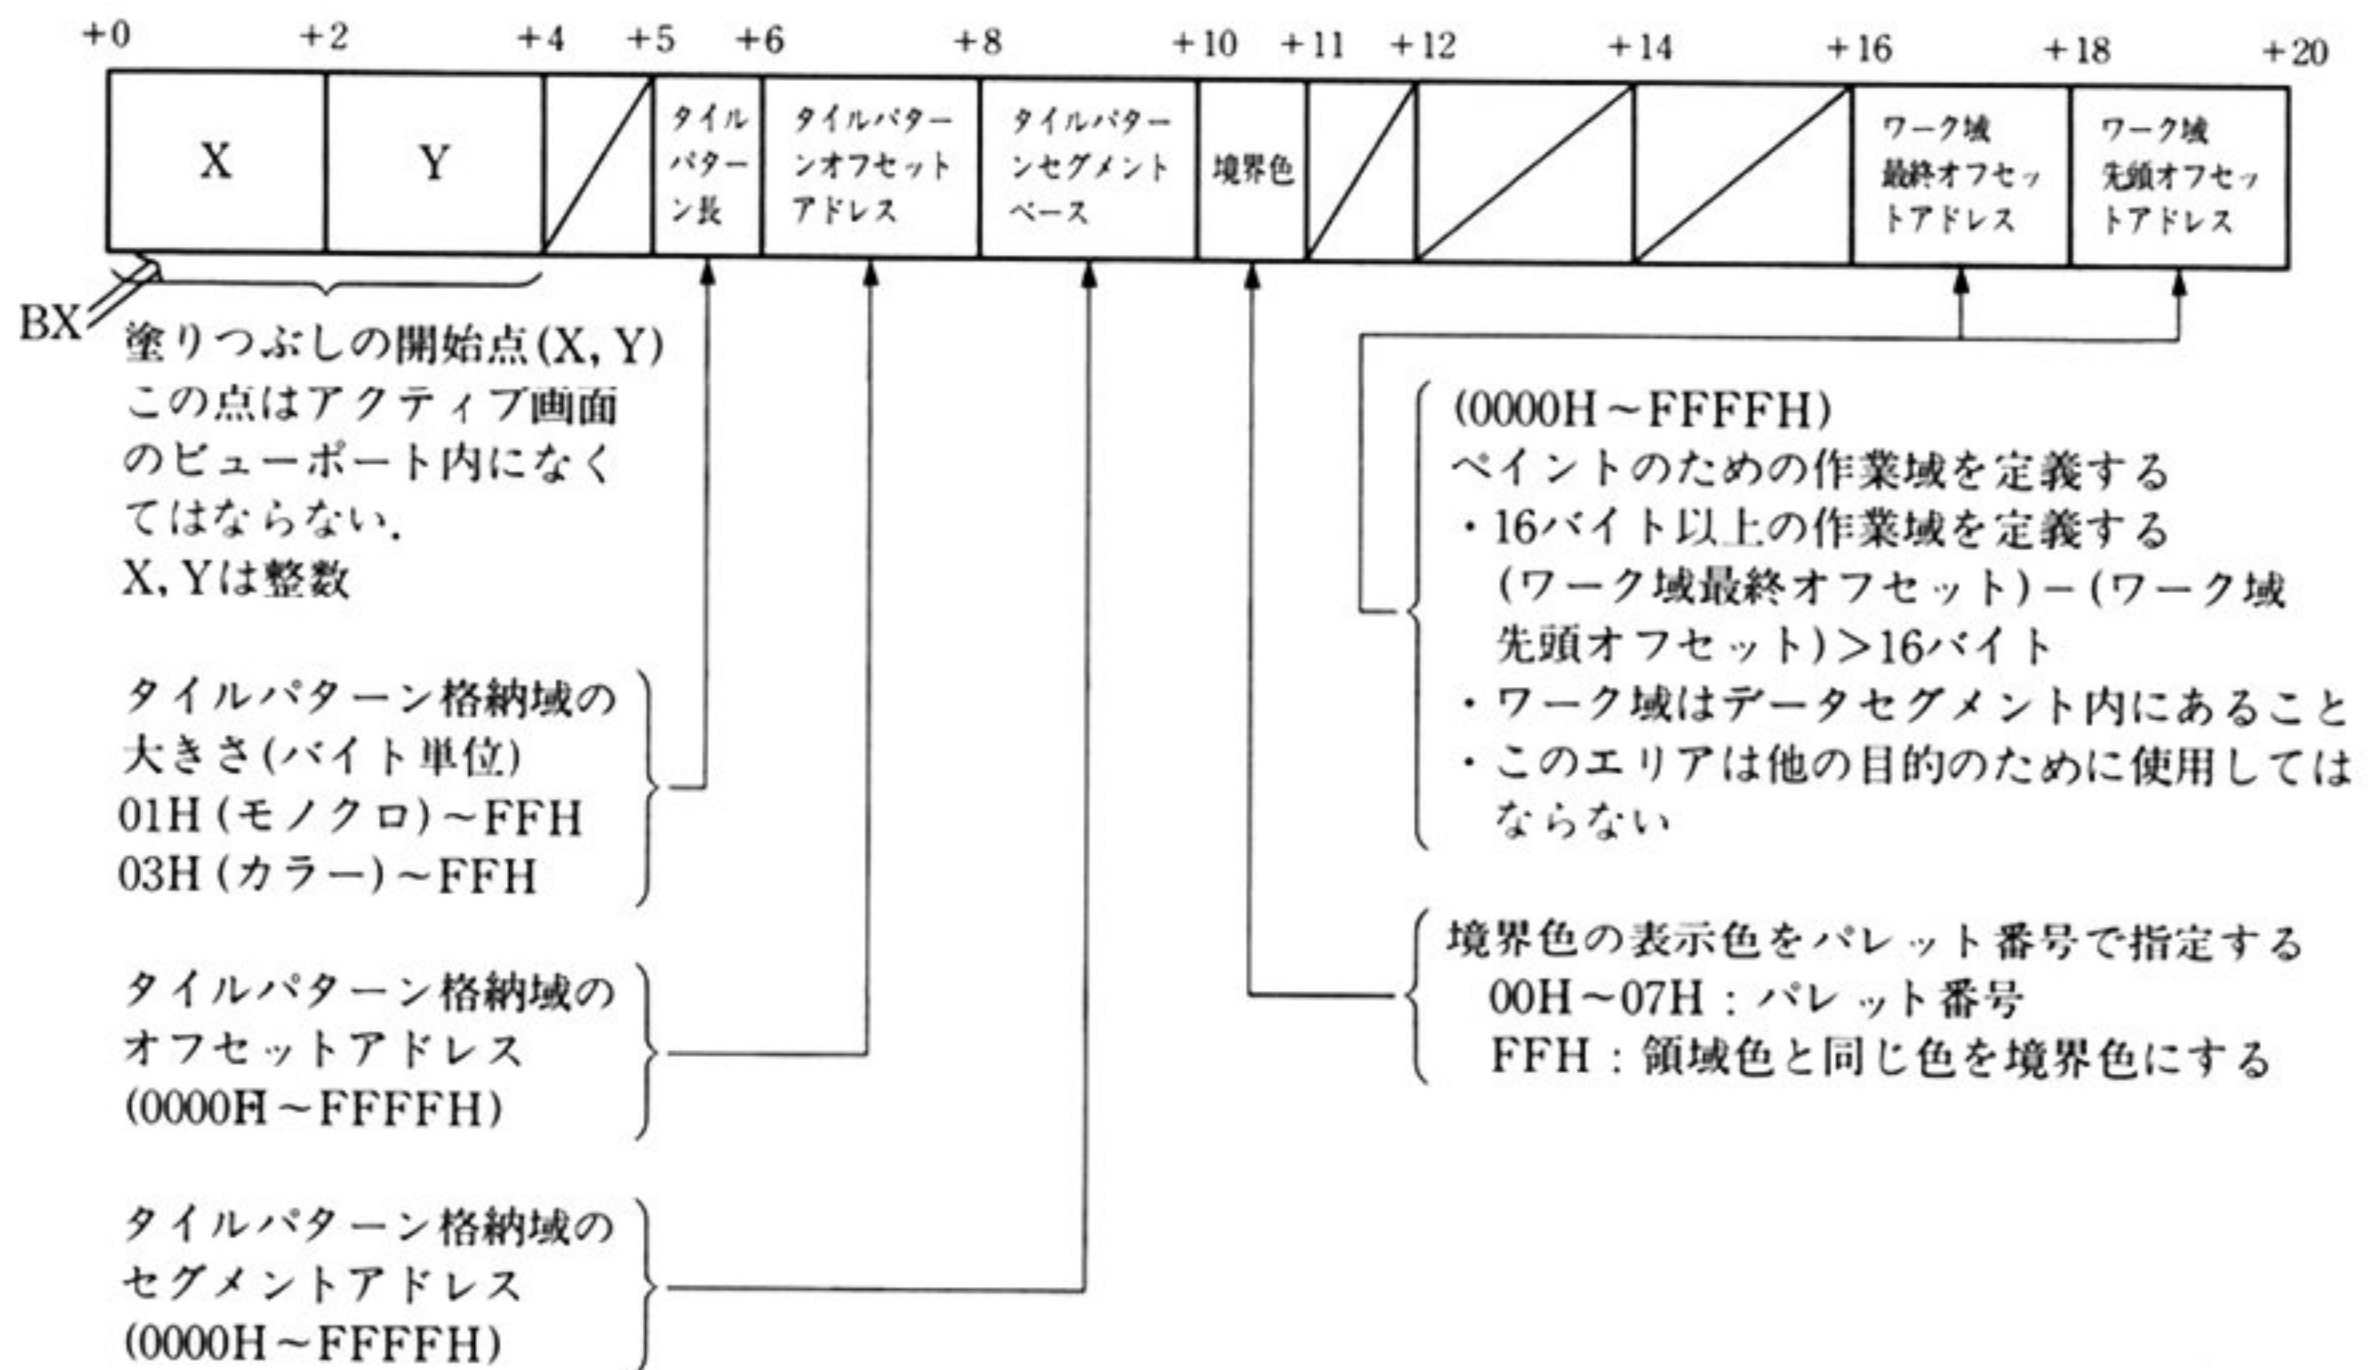 +0 +2 +4 +5 +6 +8 +10 +11 +12 +14 +16 +18 +20
X
Y
タイル
パター
ン長
タイルパター
ンオフセット
アドレス
タイルパター
ンセグメント
ベース
境界色
ワーク域
最終オフセッ
トアドレス
ワーク域
先頭オフセッ
トアドレス
BX
塗りつぶしの開始点(X, Y)
この点はアクティブ画面
のビューポート内になく
てはならない.
X, Yは整数
タイルパターン格納域の
大きさ(バイト単位)
01H(モノクロ)~FFH
03H(カラー)~FFH
タイルパターン格納域の
オフセットアドレス
(0000H~FFFFH)
タイルパターン格納域の
セグメントアドレス
(0000H~FFFFH)
(0000H~FFFFH)
ペイントのための作業域を定義する
・16バイト以上の作業域を定義する
(ワーク域最終オフセット)-(ワーク域
先頭オフセット)>16バイト
・ワーク域はデータセグメント内にあること
・このエリアは他の目的のために使用しては
ならない
境界色の表示色をパレット番号で指定する
00H~07H:パレット番号
FFH:領域色と同じ色を境界色にする